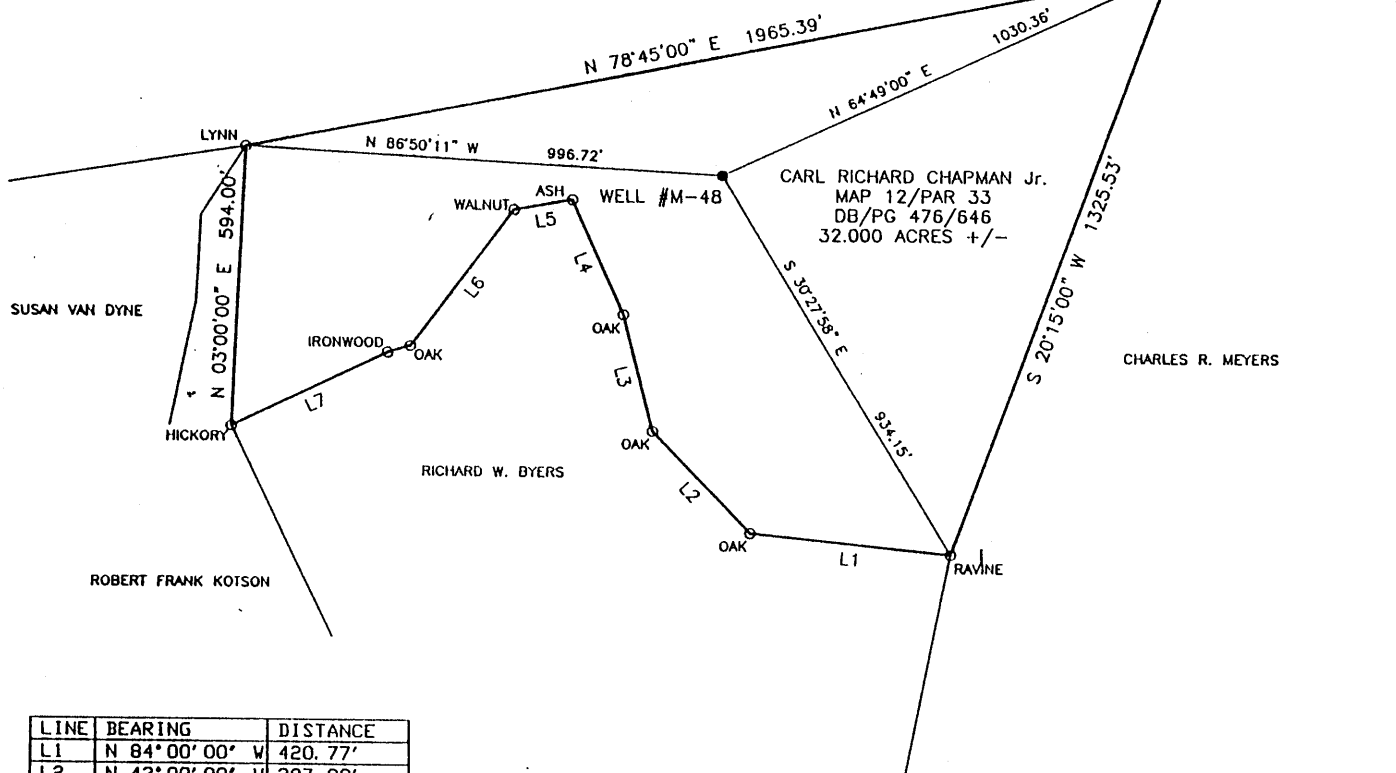 N 78°45'00" E 1965.39'
1030.36'
N 64°49'00" E
LYNN
N 86°50'11" W 996.72'
CARL RICHARD CHAPMAN Jr.
MAP 12/PAR 33
DB/PG 476/646
32.000 ACRES +/-
WELL #M-48
ASH
WALNUT
L5
L4
L6
N 03°00'00" E 594.00'
S 30°27'58" E
934.15'
S 20°15'00" W 1325.53'
SUSAN VAN DYNE
OAK
IRONWOOD
OAK
CHARLES R. MEYERS
L3
L7
HICKORY
OAK
RICHARD W. BYERS
L2
OAK
L1
RAVINE
ROBERT FRANK KOTSON
LINE BEARING DISTANCE
L1 N 84°00'00" W 420.77'
L2